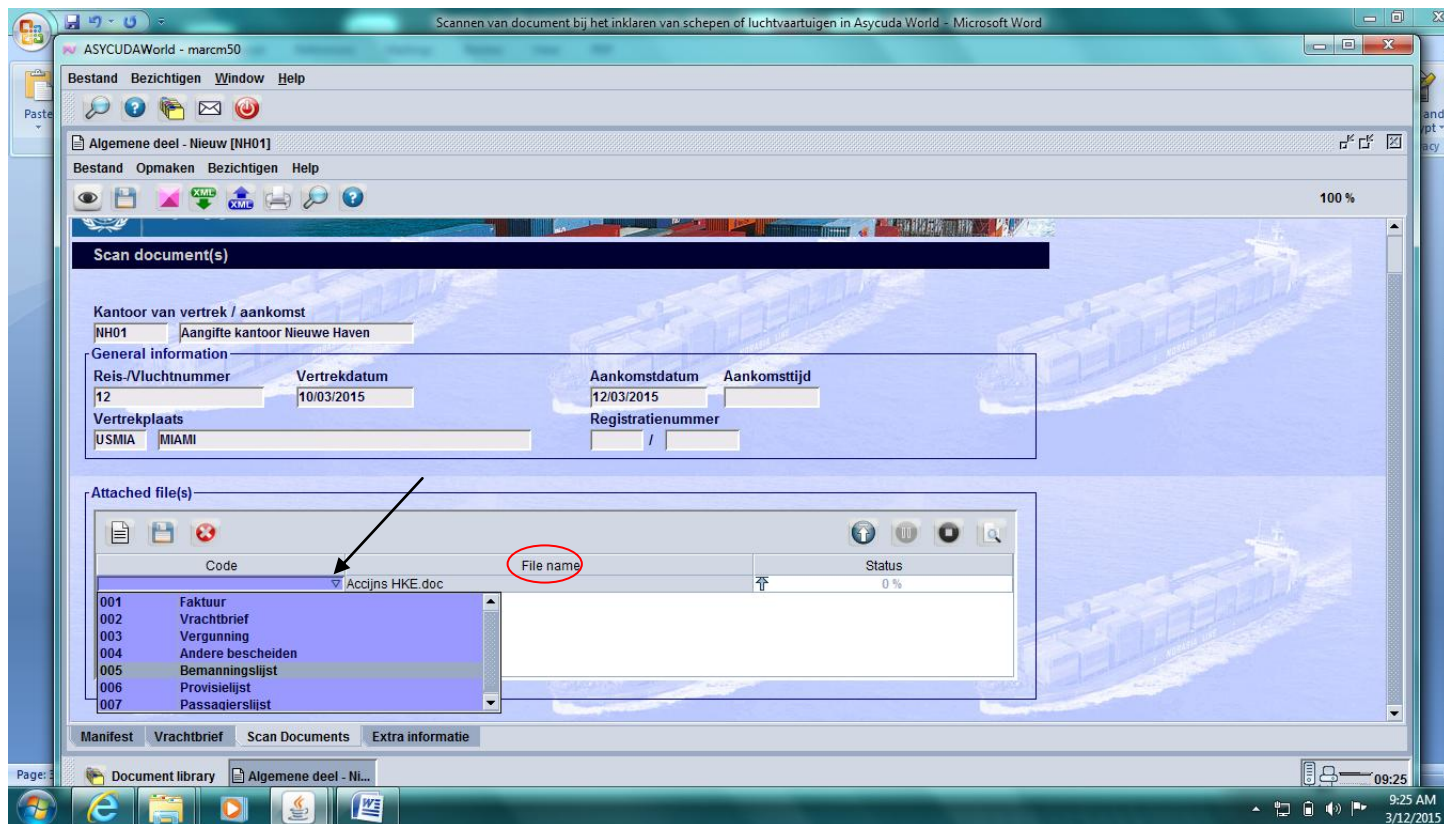 Scannen van document bij het inklaren van schepen of luchtvaartuigen in Asycuda World - Microsoft Word
ASYCUDAWorld - marcm50
Bestand Bezichtigen Window Help
Paste
Algemene deel - Nieuw [NH01]
Bestand Opmaken Bezichtigen Help
XML XML
100 %
Scan document(s)
Kantoor van vertrek / aankomst
NH01 Aangifte kantoor Nieuwe Haven
General information
Reis-/Vluchtnummer Vertrekdatum Aankomstdatum Aankomsttijd
12 10/03/2015 12/03/2015
Vertrekplaats Registratienummer
USMIA MIAMI /
Attached file(s)
Code File name Status
Accijns HKE.doc 0 %
001 Faktuur
002 Vrachtbrief
003 Vergunning
004 Andere bescheiden
005 Bemanningslijst
006 Provisielijst
007 Passagierslijst
Manifest Vrachtbrief Scan Documents Extra informatie
Page:
Document library Algemene deel - Ni...
09:25
9:25 AM
3/12/2015